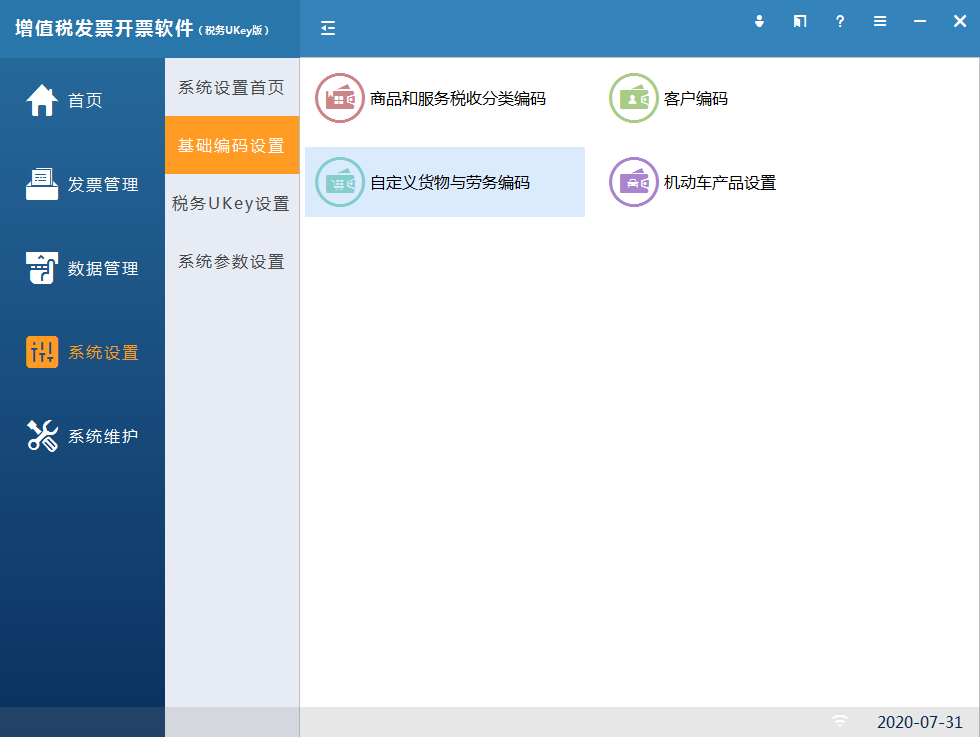 增值税发票开票软件（税务UKey版）
首页
发票管理
数据管理
系统设置
系统维护
系统设置首页
基础编码设置
税务UKey设置
系统参数设置
商品和服务税收分类编码
客户编码
自定义货物与劳务编码
机动车产品设置
2020-07-31